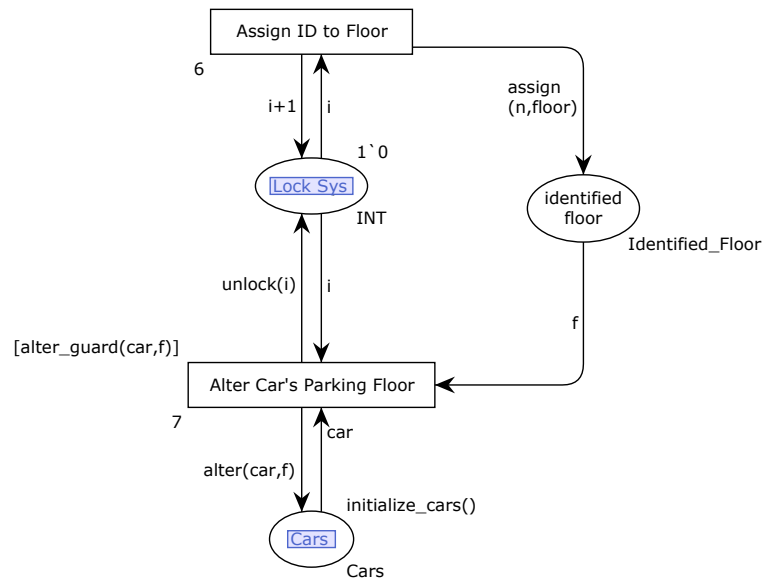 Assign ID to Floor
6
i+1
i
assign
(n,floor)
1`0
Lock Sys
INT
identified
floor
Identified_Floor
unlock(i)
i
f
[alter_guard(car,f)]
Alter Car's Parking Floor
7
car
alter(car,f)
initialize_cars()
Cars
Cars